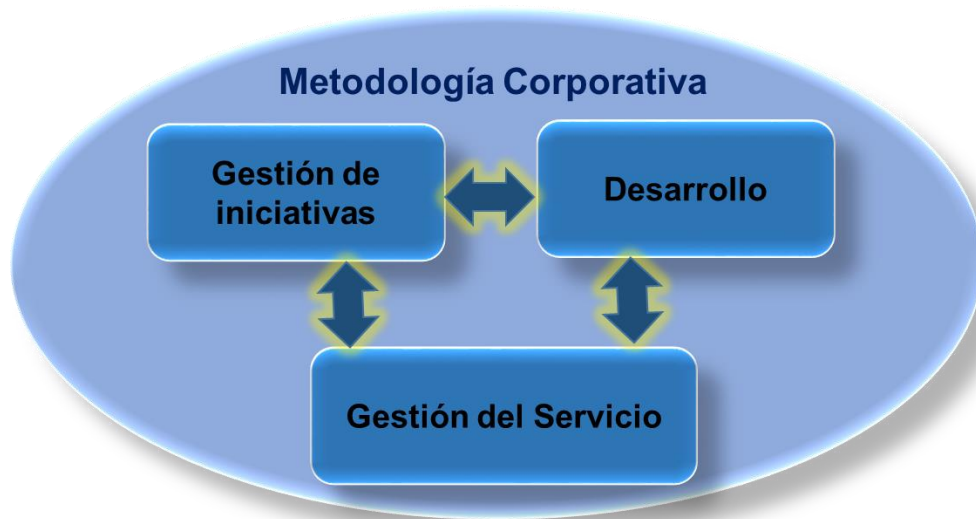 Metodología Corporativa
Gestión de
iniciativas
Desarrollo
Gestión del Servicio